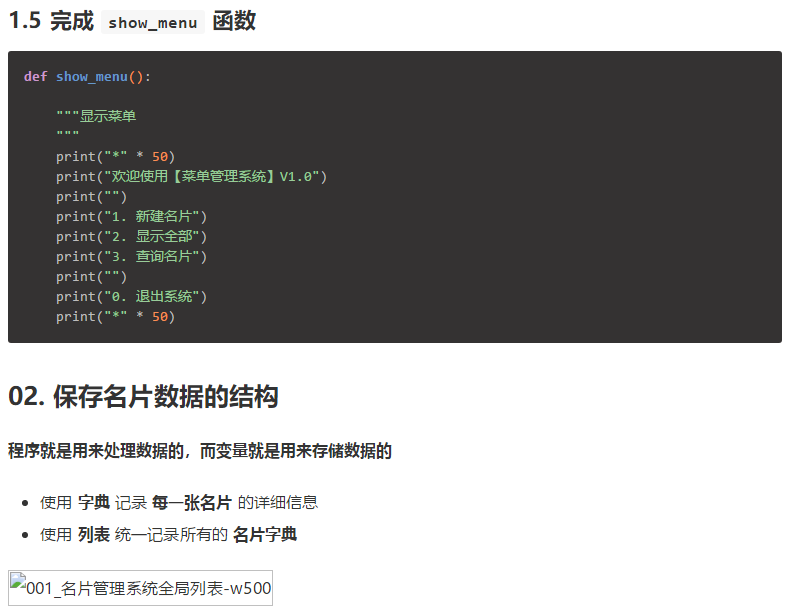 1.5 完成 show_menu 函数
def show_menu():
"""显示菜单
"""
print("*" * 50)
print("欢迎使用【菜单管理系统】V1.0")
print("")
print("1. 新建名片")
print("2. 显示全部")
print("3. 查询名片")
print("")
print("0. 退出系统")
print("*" * 50)
02. 保存名片数据的结构
程序就是用来处理数据的，而变量就是用来存储数据的
• 使用 字典 记录 每一张名片 的详细信息
• 使用 列表 统一记录所有的 名片字典
001_名片管理系统全局列表-w500